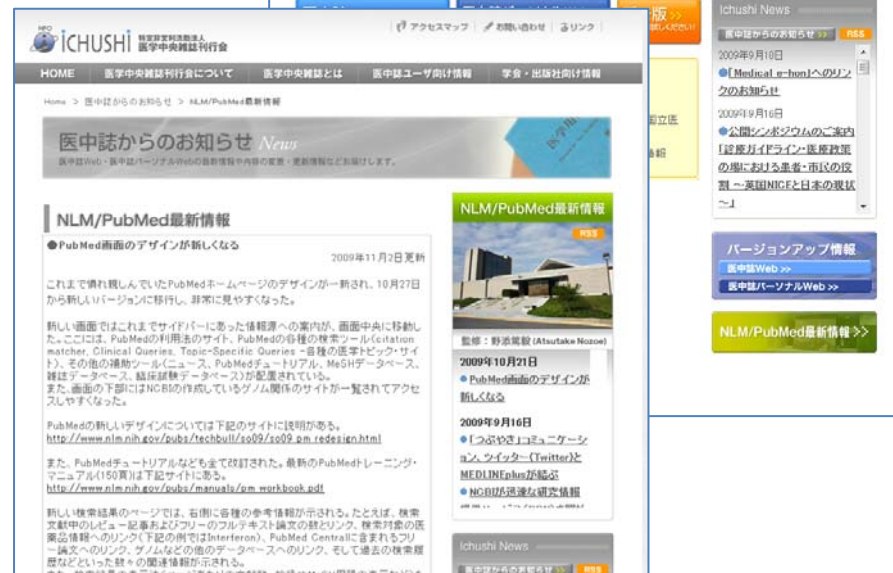 NPO
iCHUSHI 特定非営利活動法人
医学中央雑誌刊行会
アクセスマップ
お問い合わせ
リンク
HOME 医学中央雑誌刊行会について 医学中央雑誌とは 医中誌ユーザ向け情報 学会・出版社向け情報
Home > 医中誌からのお知らせ > NLM/PubMed最新情報
医中誌からのお知らせ News
医中誌Web・医中誌パーソナルWebの最新情報や内容の変更・更新情報などお届けします。
NLM/PubMed最新情報
●PubMed画面のデザインが新しくなる
2009年11月2日更新
これまで慣れ親しんでいたPubMedホームページのデザインが一新され、10月27日
から新しいバージョンに移行し、非常に見やすくなった。
新しい画面ではこれまでサイドバーにあった情報源への案内が、画面中央に移動し
た。ここには、PubMedの利用法のサイト、PubMedの各種の検索ツール(citation
matcher, Clinical Queries, Topic-Specific Queries -各種の医学トピック・サイ
ト)、その他の補助ツール(ニュース、PubMedチュートリアル、MeSHデータベース、
雑誌データベース、臨床試験データベース)が配置されている。
また、画面の下部にはNCBIの作成しているゲノム関係のサイトが一覧されてアクセ
スしやすくなった。
PubMedの新しいデザインについては下記のサイトに説明がある。
http://www.nlm.nih.gov/pubs/techbull/so09/so09_pm_redesign.html
また、PubMedチュートリアルなども全て改訂された。最新のPubMedトレーニング・
マニュアル(150頁)は下記サイトにある。
http://www.nlm.nih.gov/pubs/manuals/pm_workbook.pdf
新しい検索結果のページでは、右側に各種の参考情報が示される。たとえば、検索
文献中のレビュー記事およびフリーのフルテキスト論文の数とリンク、検索対象の医
薬品情報へのリンク(下記の例ではInterferon)、PubMed Centralに含まれるフリ
ー論文へのリンク、ゲノムなどの他のデータベースへのリンク、そして過去の検索履
歴などといった数々の関連情報が示される。
NLM/PubMed最新情報
RSS
監修：野添篤毅 (Atsutake Nozoe)
2009年10月21日
PubMed画面のデザインが
新しくなる
2009年9月16日
「つぶやき」コミュニケーシ
ョン、ツイッター(Twitter)と
MEDLINEplusが結ぶ
NCBIが迅速な研究情報
Ichushi News
医中誌からのお知らせ >> RSS
版 >>
Ichushi News
医中誌からのお知らせ >> RSS
2009年9月18日
●「Medical e-hon」へのリン
クのお知らせ
2009年9月16日
●公開シンポジウムのご案内
「診療ガイドライン・医療政策
の場における患者・市民の役
割 ～英国NICEと日本の現状
～」
バージョンアップ情報
医中誌Web >>
医中誌パーソナルWeb >>
NLM/PubMed最新情報 >>